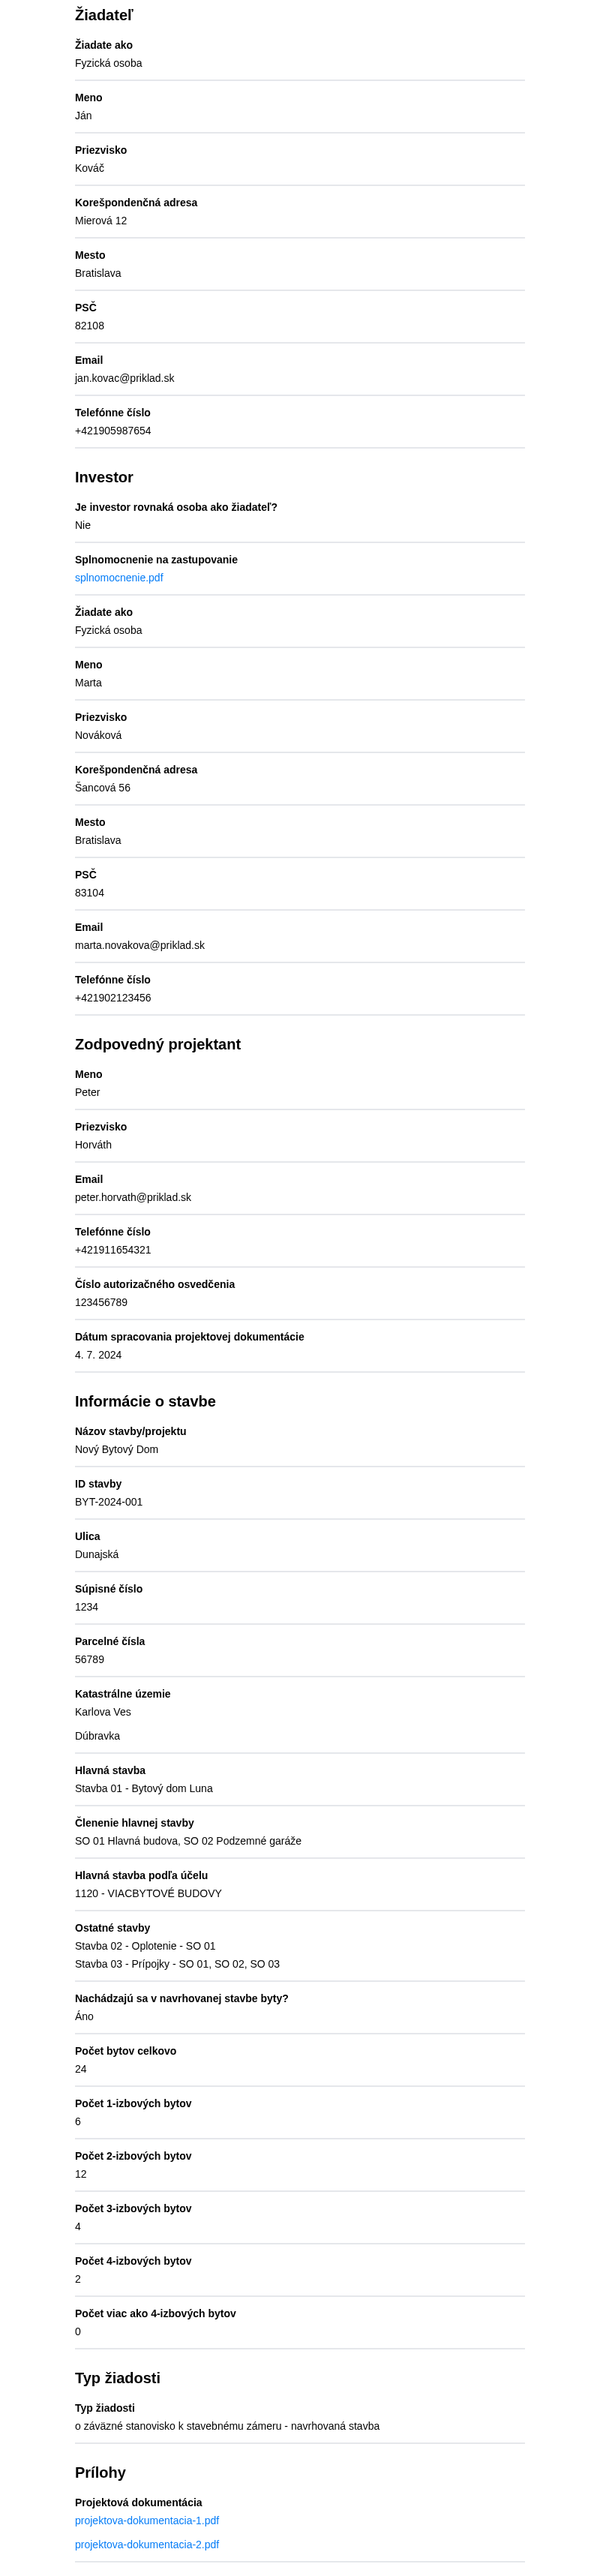 Žiadateľ
Žiadate ako
Fyzická osoba
Meno
Ján
Priezvisko
Kováč
Korešpondenčná adresa
Mierová 12
Mesto
Bratislava
PSČ
82108
Email
jan.kovac@priklad.sk
Telefónne číslo
+421905987654
Investor
Je investor rovnaká osoba ako žiadateľ?
Nie
Splnomocnenie na zastupovanie
splnomocnenie.pdf
Žiadate ako
Fyzická osoba
Meno
Marta
Priezvisko
Nováková
Korešpondenčná adresa
Šancová 56
Mesto
Bratislava
PSČ
83104
Email
marta.novakova@priklad.sk
Telefónne číslo
+421902123456
Zodpovedný projektant
Meno
Peter
Priezvisko
Horváth
Email
peter.horvath@priklad.sk
Telefónne číslo
+421911654321
Číslo autorizačného osvedčenia
123456789
Dátum spracovania projektovej dokumentácie
4. 7. 2024
Informácie o stavbe
Názov stavby/projektu
Nový Bytový Dom
ID stavby
BYT-2024-001
Ulica
Dunajská
Súpisné číslo
1234
Parcelné čísla
56789
Katastrálne územie
Karlova Ves
Dúbravka
Hlavná stavba
Stavba 01 - Bytový dom Luna
Členenie hlavnej stavby
SO 01 Hlavná budova, SO 02 Podzemné garáže
Hlavná stavba podľa účelu
1120 - VIACBYTOVÉ BUDOVY
Ostatné stavby
Stavba 02 - Oplotenie - SO 01
Stavba 03 - Prípojky - SO 01, SO 02, SO 03
Nachádzajú sa v navrhovanej stavbe byty?
Áno
Počet bytov celkovo
24
Počet 1-izbových bytov
6
Počet 2-izbových bytov
12
Počet 3-izbových bytov
4
Počet 4-izbových bytov
2
Počet viac ako 4-izbových bytov
0
Typ žiadosti
Typ žiadosti
o záväzné stanovisko k stavebnému zámeru - navrhovaná stavba
Prílohy
Projektová dokumentácia
projektova-dokumentacia-1.pdf
projektova-dokumentacia-2.pdf